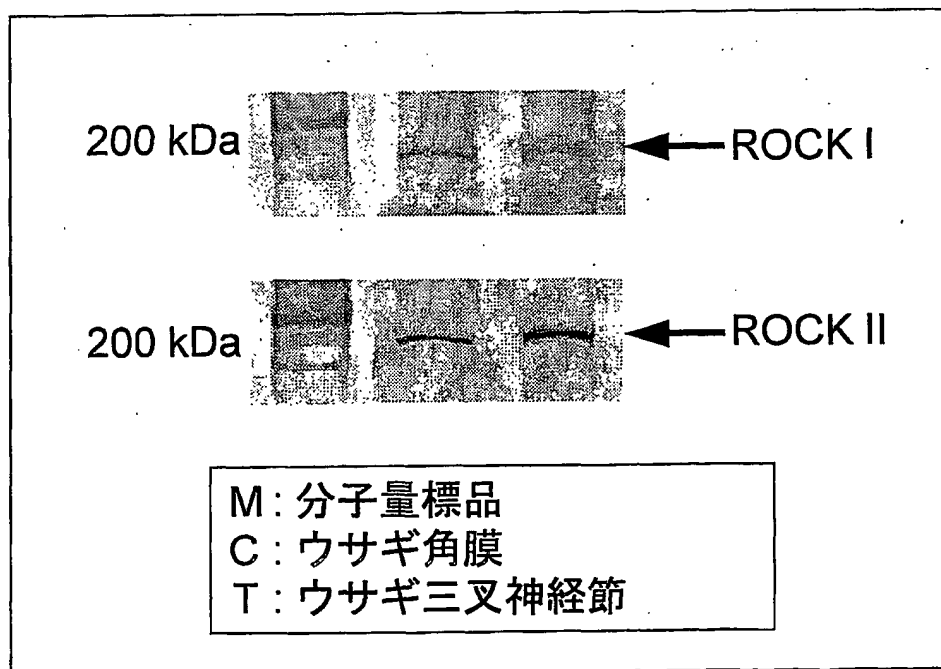 200 kDa
ROCK I
200 kDa
ROCK II
M : 分子量標品
C : ウサギ角膜
T : ウサギ三叉神経節